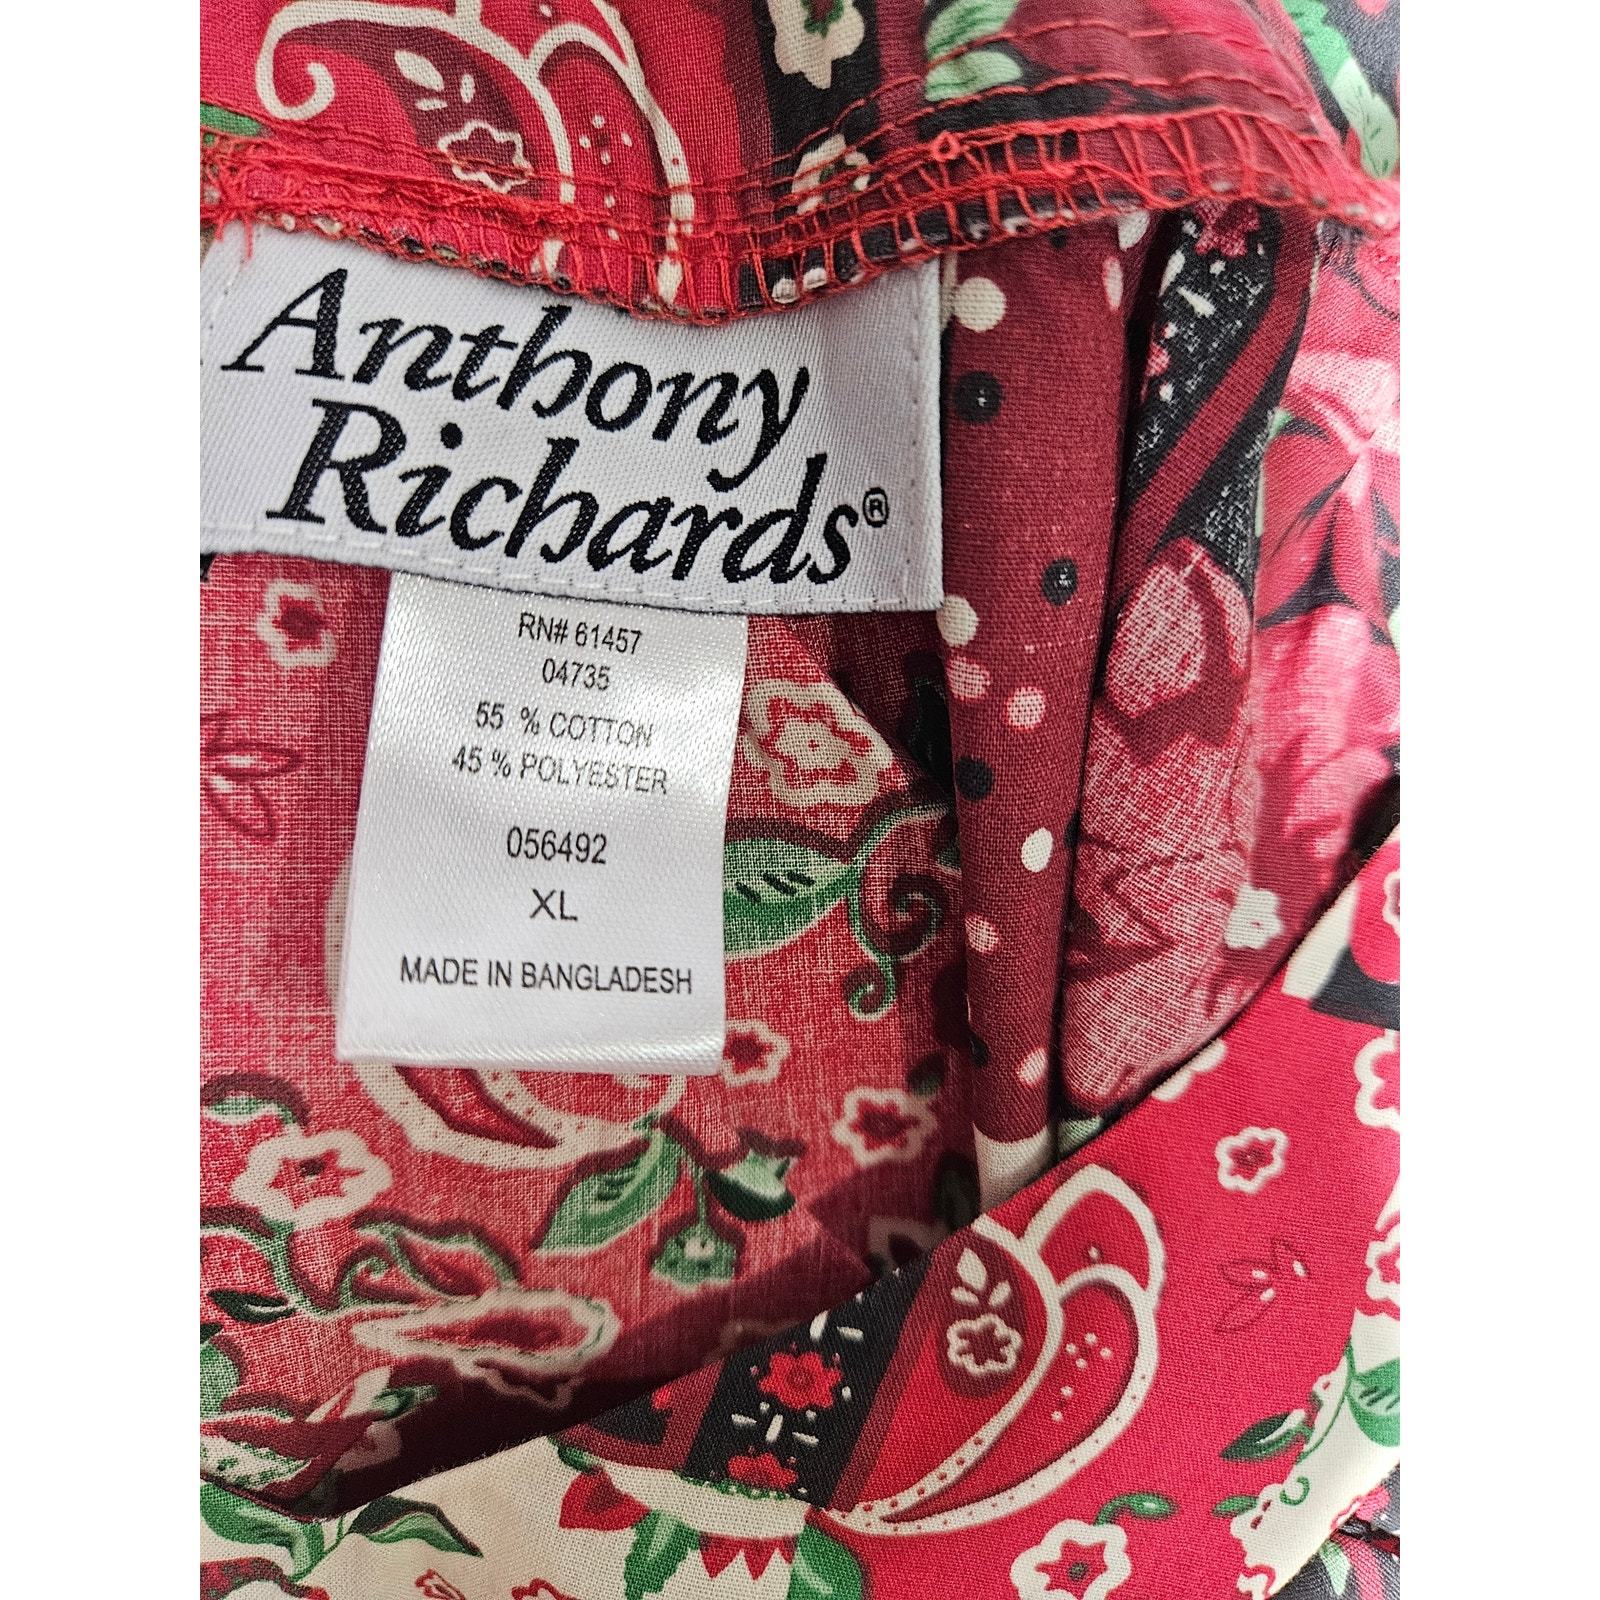 Anthony
Richards®
RN# 61457
04735
55 % COTTON
45 % POLYESTER
056492
XL
MADE IN BANGLADESH